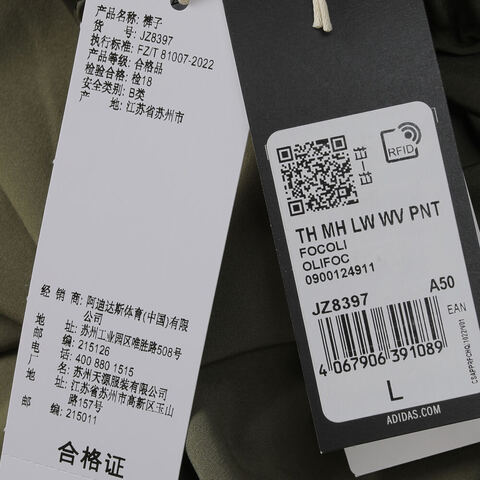 产品名称: 裤子
货 号: JZ8397
执行标准: FZ/T 81007-2022
产品等级: 合格品
检验合格: 检18
安全类别: B类
产 地: 江苏省苏州市
经 销 商: 阿迪达斯体育(中国)有限
公司
地 址: 苏州工业园区唯胜路508号
邮 编: 215126
电 话: 400 880 1515
厂 名: 苏州天源服装有限公司
地 址: 江苏省苏州市高新区玉山
路157号
邮 编: 215011
合格证
RFID
TH MH LW WV PNT
FOCOLI
OLIFOC
0900124911
JZ8397 A50
EAN
4 067906 391089
L
ADIDAS.COM